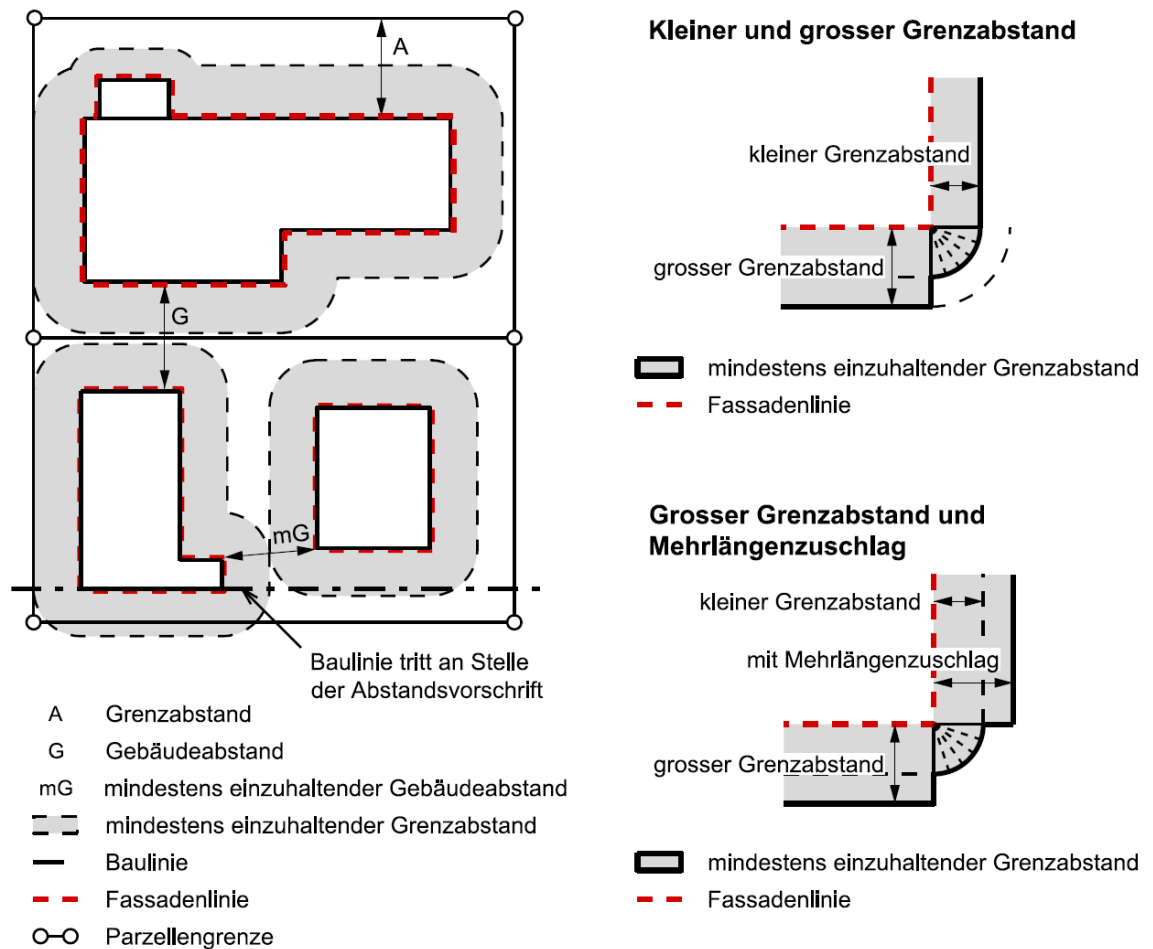 A
G
mG
Baulinie tritt an Stelle
der Abstandsvorschrift
A Grenzabstand
G Gebäudeabstand
mG mindestens einzuhaltender Gebäudeabstand
mindestens einzuhaltender Grenzabstand
Baulinie
Fassadenlinie
Parzellengrenze
Kleiner und grosser Grenzabstand
kleiner Grenzabstand
grosser Grenzabstand
mindestens einzuhaltender Grenzabstand
Fassadenlinie
Grosser Grenzabstand und
Mehrlängenzuschlag
kleiner Grenzabstand
mit Mehrlängenzuschlag
grosser Grenzabstand
mindestens einzuhaltender Grenzabstand
Fassadenlinie